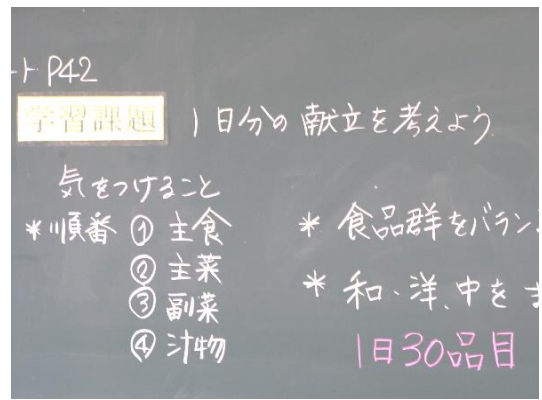 ート P42
学習課題 1日分の献立を考えよう
気をつけること
*順番 ① 主食
② 主菜
③ 副菜
④ 汁物
* 食品群をバラン
* 和、洋、中を
1日30品目